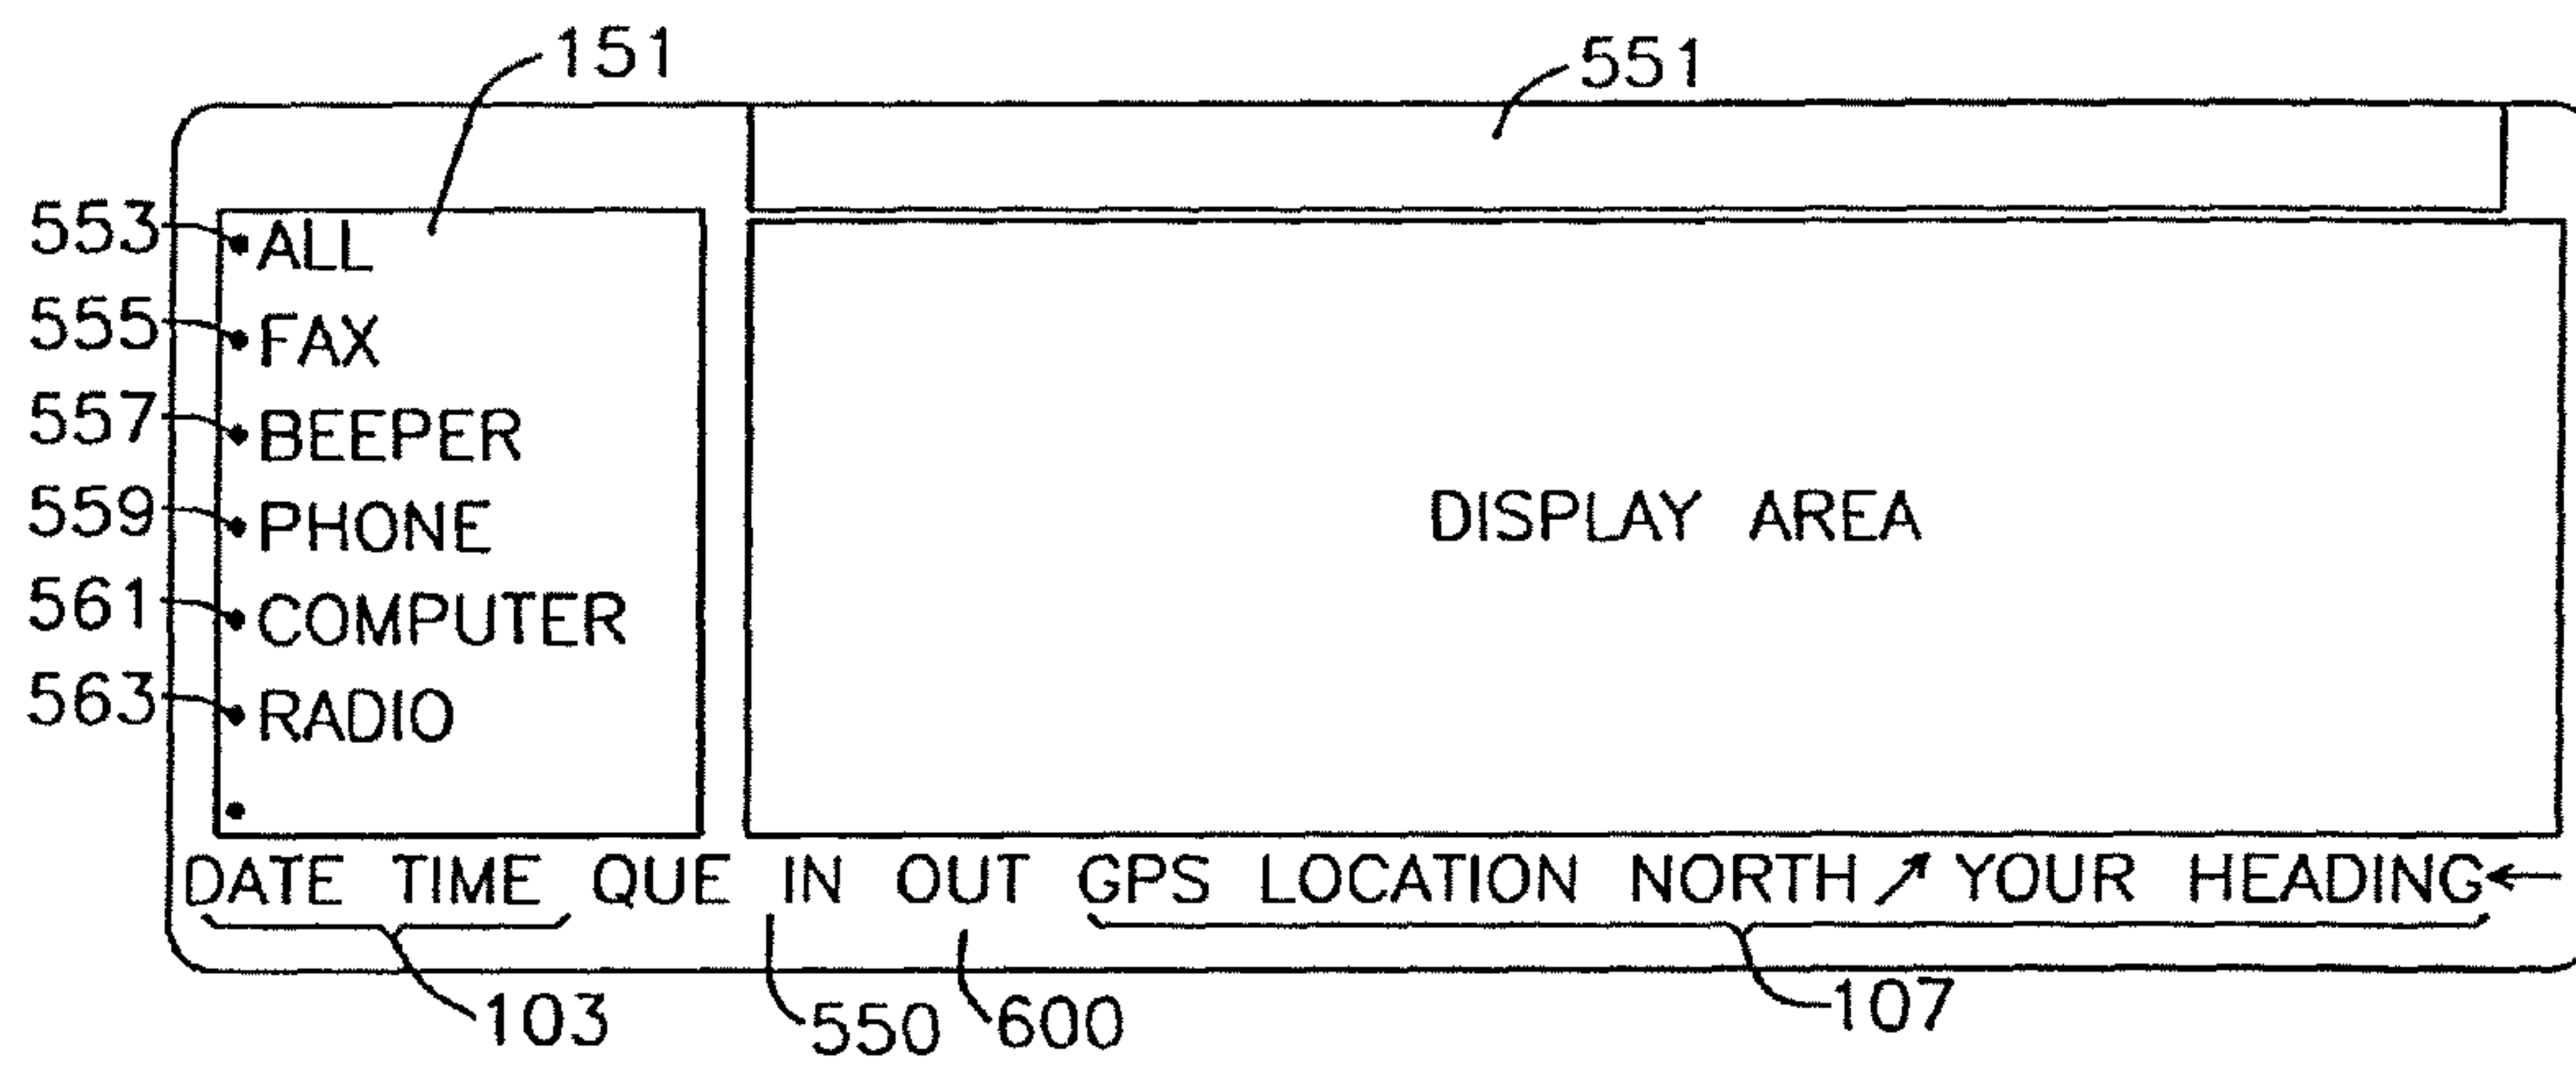 151
551
553 ALL
555 FAX
557 BEEPER
559 PHONE
561 COMPUTER
563 RADIO
DISPLAY AREA
DATE TIME QUE IN OUT GPS LOCATION NORTH↗YOUR HEADING←
103 550 600 107